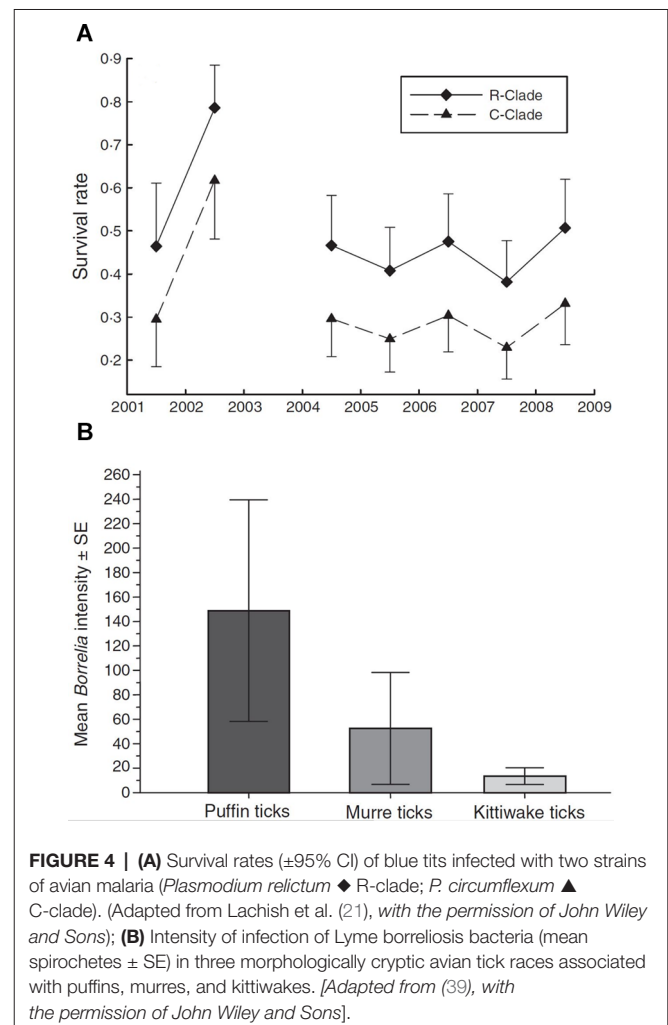 A
0·9
0·8
0·7
0·6
0·5
0·4
0·3
0·2
Survival rate
R-Clade
C-Clade
2001 2002 2003 2004 2005 2006 2007 2008 2009
B
260
240
220
200
180
160
140
120
100
80
60
40
20
0
Mean Borrelia intensity ± SE
Puffin ticks Murre ticks Kittiwake ticks
FIGURE 4 | (A) Survival rates (±95% CI) of blue tits infected with two strains
of avian malaria (Plasmodium relictum ◆ R-clade; P. circumflexum ▲
C-clade). (Adapted from Lachish et al. (21), with the permission of John Wiley
and Sons); (B) Intensity of infection of Lyme borreliosis bacteria (mean
spirochetes ± SE) in three morphologically cryptic avian tick races associated
with puffins, murres, and kittiwakes. [Adapted from (39), with
the permission of John Wiley and Sons].